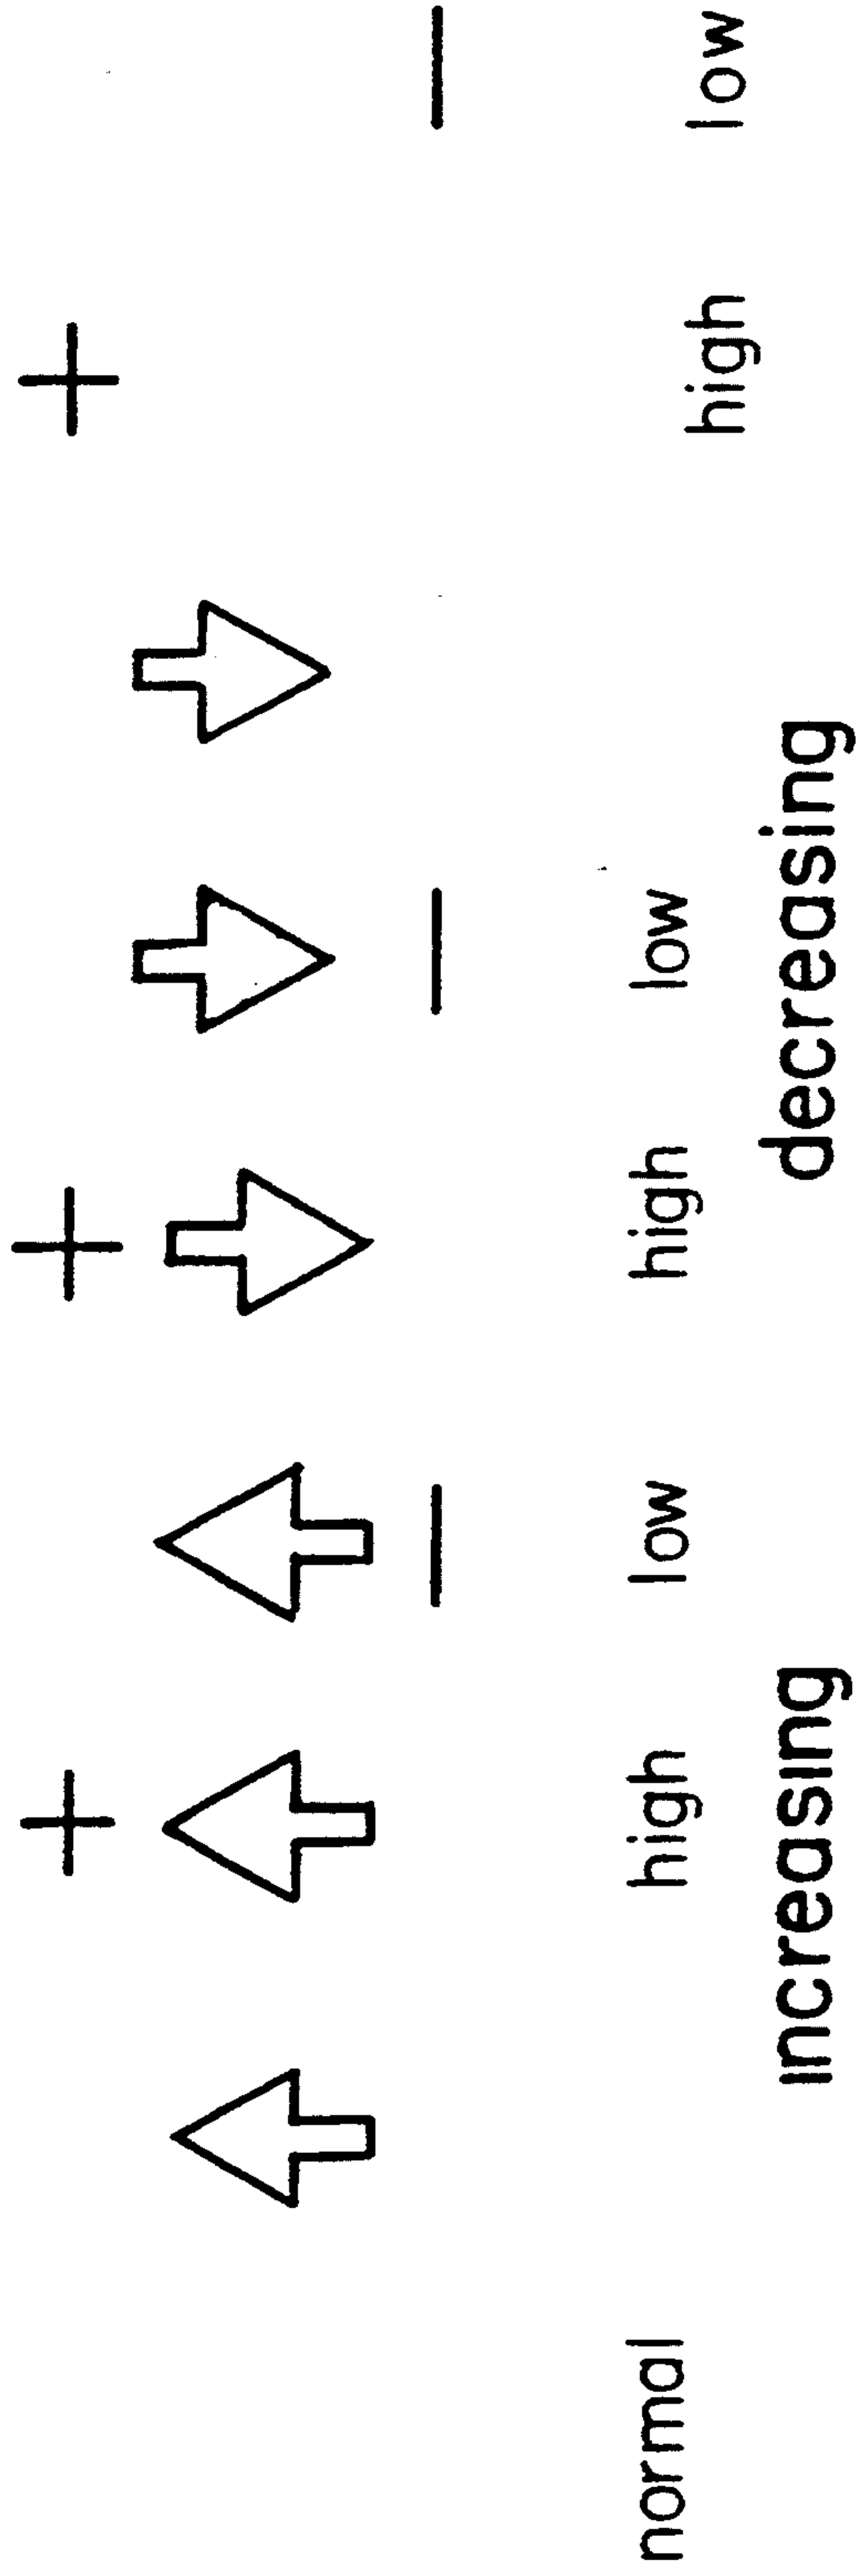 + + +
− − −
normal high low high low
high low
increasing decreasing